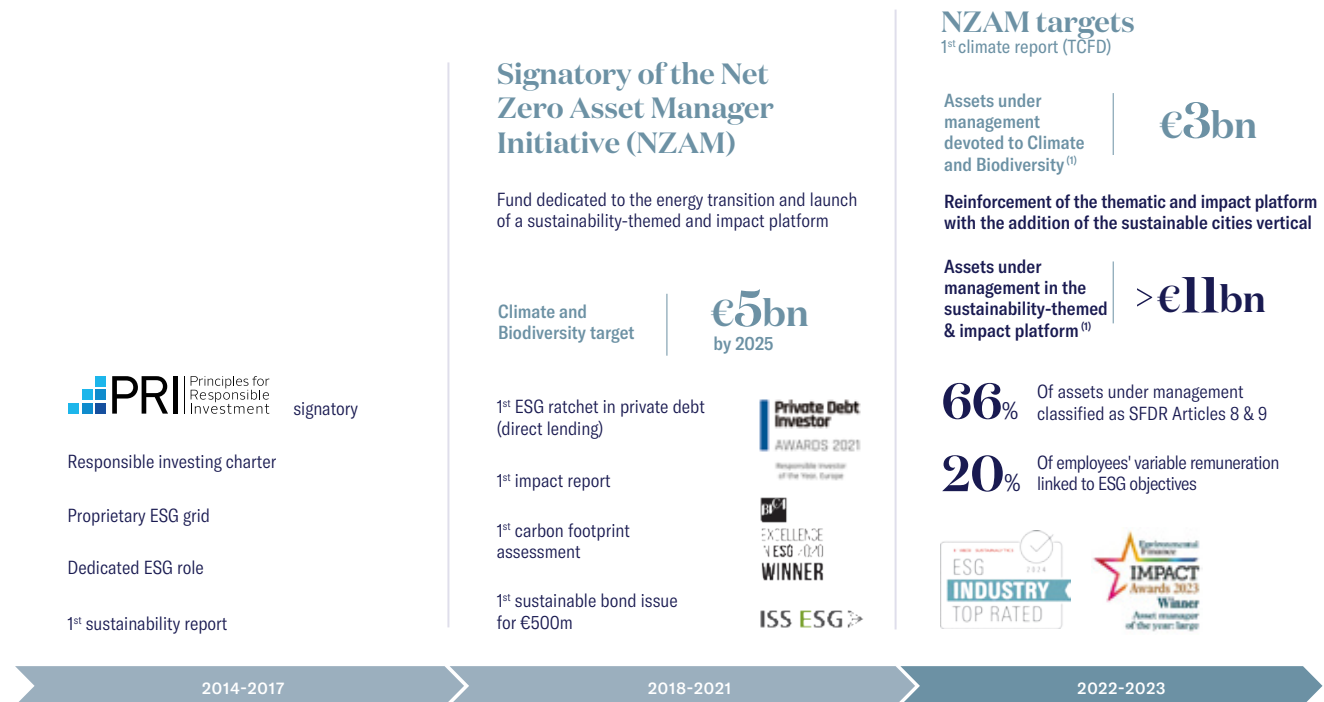 PRI
Principles for
Responsible
Investment
signatory
Responsible investing charter
Proprietary ESG grid
Dedicated ESG role
1st sustainability report
2014-2017
Signatory of the Net
Zero Asset Manager
Initiative (NZAM)
Fund dedicated to the energy transition and launch
of a sustainability-themed and impact platform
Climate and
Biodiversity target
€5bn
by 2025
1st ESG ratchet in private debt
(direct lending)
1st impact report
1st carbon footprint
assessment
1st sustainable bond issue
for €500m
Private Debt
Investor
AWARDS 2021
Responsible Investor
of the Year, Europe
EXCELLENCE
IN ESG 2020
WINNER
ISS ESG
2018-2021
NZAM targets
1st climate report (TCFD)
Assets under
management
devoted to Climate
and Biodiversity (1)
€3bn
Reinforcement of the thematic and impact platform
with the addition of the sustainable cities vertical
Assets under
management in the
sustainability-themed
& impact platform (1)
>€11bn
66%
Of assets under management
classified as SFDR Articles 8 & 9
20%
Of employees' variable remuneration
linked to ESG objectives
ESG
2024
INDUSTRY
TOP RATED
Environmental
Finance
IMPACT
Awards 2023
Winner
Asset manager
of the year: large
2022-2023